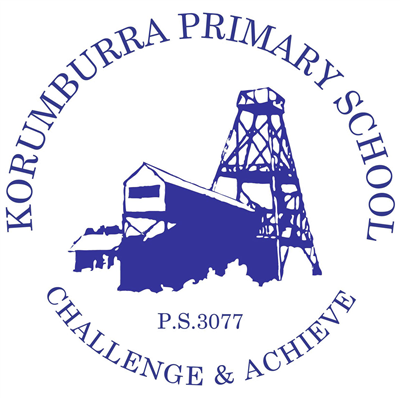 KORUMBURRA PRIMARY SCHOOL
P.S.3077
CHALLENGE & ACHIEVE